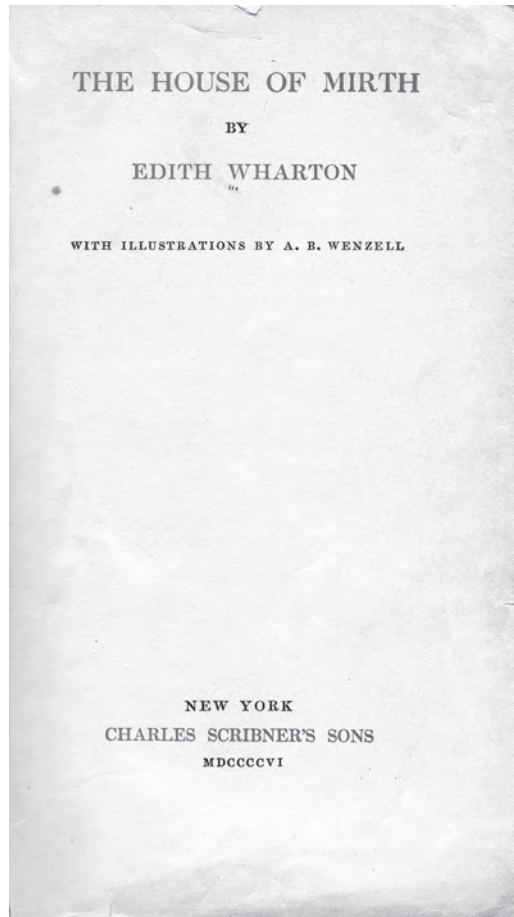 THE HOUSE OF MIRTH
BY
EDITH WHARTON
WITH ILLUSTRATIONS BY A. B. WENZELL
NEW YORK
CHARLES SCRIBNER'S SONS
MDCCCCVI